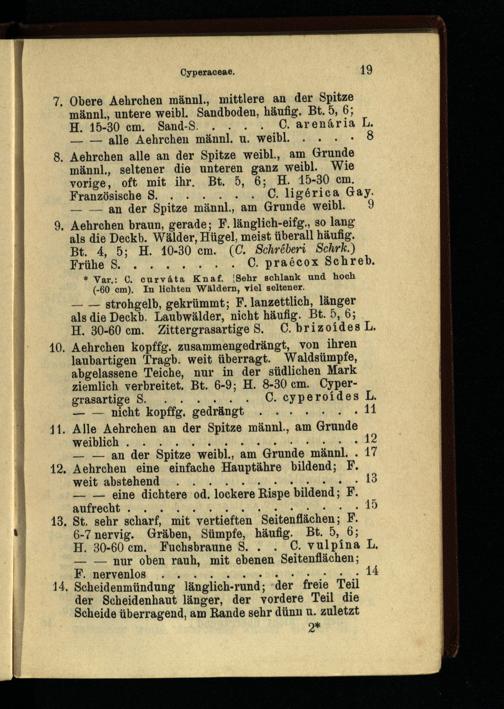 Cyperaceae. 19
7. Obere Aehrchen männl., mittlere an der Spitze
männl., untere weibl. Sandboden, häufig. Bt. 5, 6;
H. 15-30 cm. Sand-S. . . . . C. arenária L.
— — alle Aehrchen männl. u. weibl. . . . . 8
8. Aehrchen alle an der Spitze weibl., am Grunde
männl., seltener die unteren ganz weibl. Wie
vorige, oft mit ihr. Bt. 5, 6; H. 15-30 cm.
Französische S. . . . . . . C. ligérica Gay.
— — an der Spitze männl., am Grunde weibl. 9
9. Aehrchen braun, gerade; F. länglich-eifg., so lang
als die Deckb. Wälder, Hügel, meist überall häufig.
Bt. 4, 5; H. 10-30 cm. (C. Schréberi Schrk.)
Frühe S. . . . . . . . . C. praécox Schreb.
* Var.: C. curváta Knaf. Sehr schlank und hoch
(-60 cm). In lichten Wäldern, viel seltener.
— — strohgelb, gekrümmt; F. lanzettlich, länger
als die Deckb. Laubwälder, nicht häufig. Bt. 5, 6;
H. 30-60 cm. Zittergrasartige S. C. brizoídes L.
10. Aehrchen kopffg. zusammengedrängt, von ihren
laubartigen Tragb. weit überragt. Waldsümpfe,
abgelassene Teiche, nur in der südlichen Mark
ziemlich verbreitet. Bt. 6-9; H. 8-30 cm. Cyper-
grasartige S. . . . . . . C. cyperoídes L.
— — nicht kopffg. gedrängt . . . . . . . 11
11. Alle Aehrchen an der Spitze männl., am Grunde
weiblich . . . . . . . . . . . . . . 12
— — an der Spitze weibl., am Grunde männl. . 17
12. Aehrchen eine einfache Hauptähre bildend; F.
weit abstehend . . . . . . . . . . . 13
— — eine dichtere od. lockere Rispe bildend; F.
aufrecht . . . . . . . . . . . . . . 15
13. St. sehr scharf, mit vertieften Seitenflächen; F.
6-7 nervig. Gräben, Sümpfe, häufig. Bt. 5, 6;
H. 30-60 cm. Fuchsbraune S. . . C. vulpína L.
— — nur oben rauh, mit ebenen Seitenflächen;
F. nervenlos . . . . . . . . . . . . 14
14. Scheidenmündung länglich-rund; der freie Teil
der Scheidenhaut länger, der vordere Teil die
Scheide überragend, am Rande sehr dünn u. zuletzt
2*